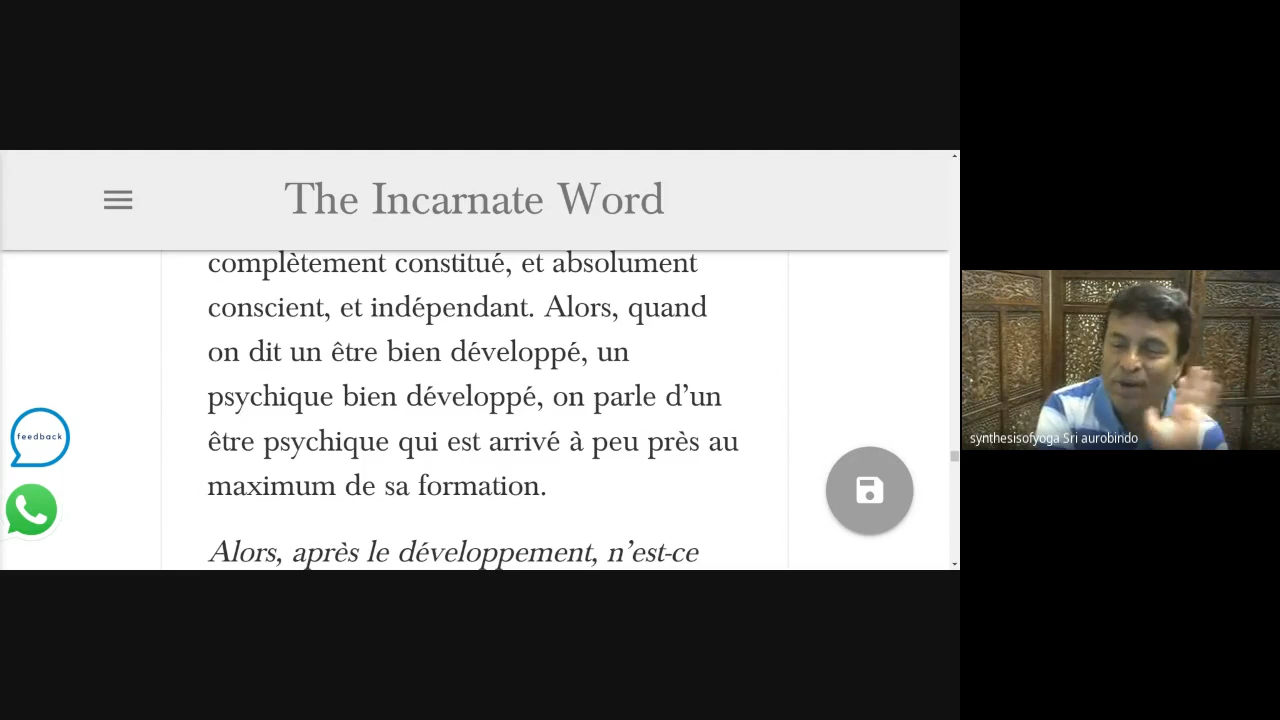 The Incarnate Word
complètement constitué, et absolument
conscient, et indépendant. Alors, quand
on dit un être bien développé, un
psychique bien développé, on parle d’un
être psychique qui est arrivé à peu près au
maximum de sa formation.
Alors, après le développement, n’est-ce
feedback
synthesisofyoga Sri aurobindo